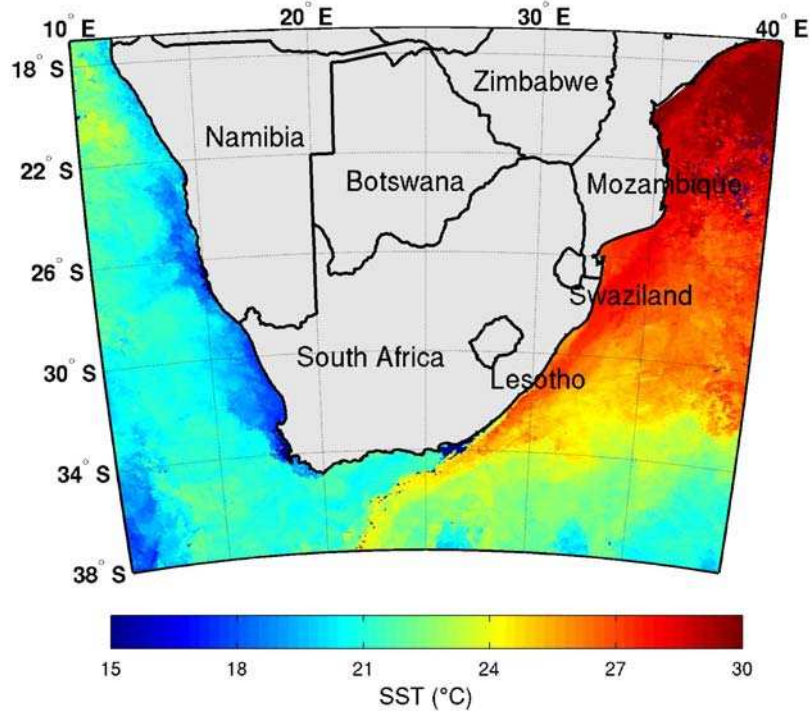 10° E
20° E
30° E
40° E
18° S
Zimbabwe
Namibia
22° S
Botswana
Mozambique
26° S
Swaziland
South Africa
30° S
Lesotho
34° S
38° S
15
18
21
24
27
30
SST (°C)